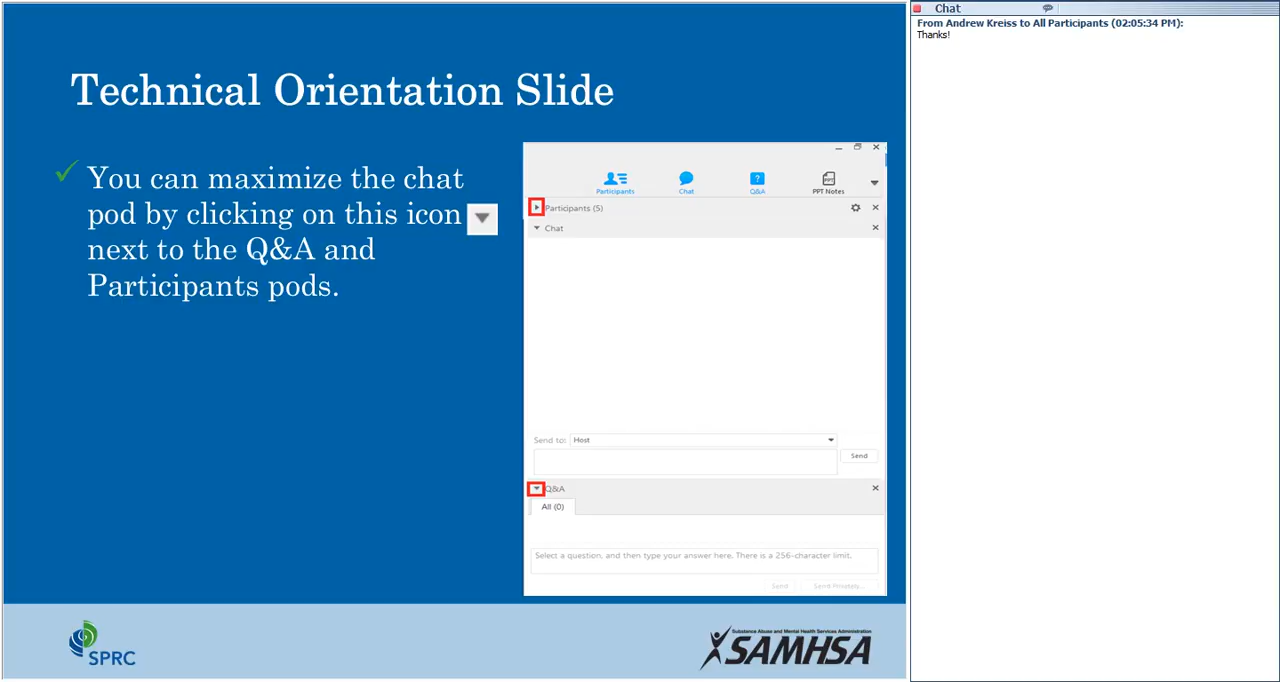 Technical Orientation Slide
You can maximize the chat
pod by clicking on this icon
next to the Q&A and
Participants pods.
Participants
Chat
Q&A
PPT Notes
Participants (5)
Chat
Send to: Host
Send
Q&A
All (0)
Select a question, and then type your answer here. There is a 256-character limit.
Send
Send Privately...
SPRC
Substance Abuse and Mental Health Services Administration
SAMHSA
Chat
From Andrew Kreiss to All Participants (02:05:34 PM):
Thanks!